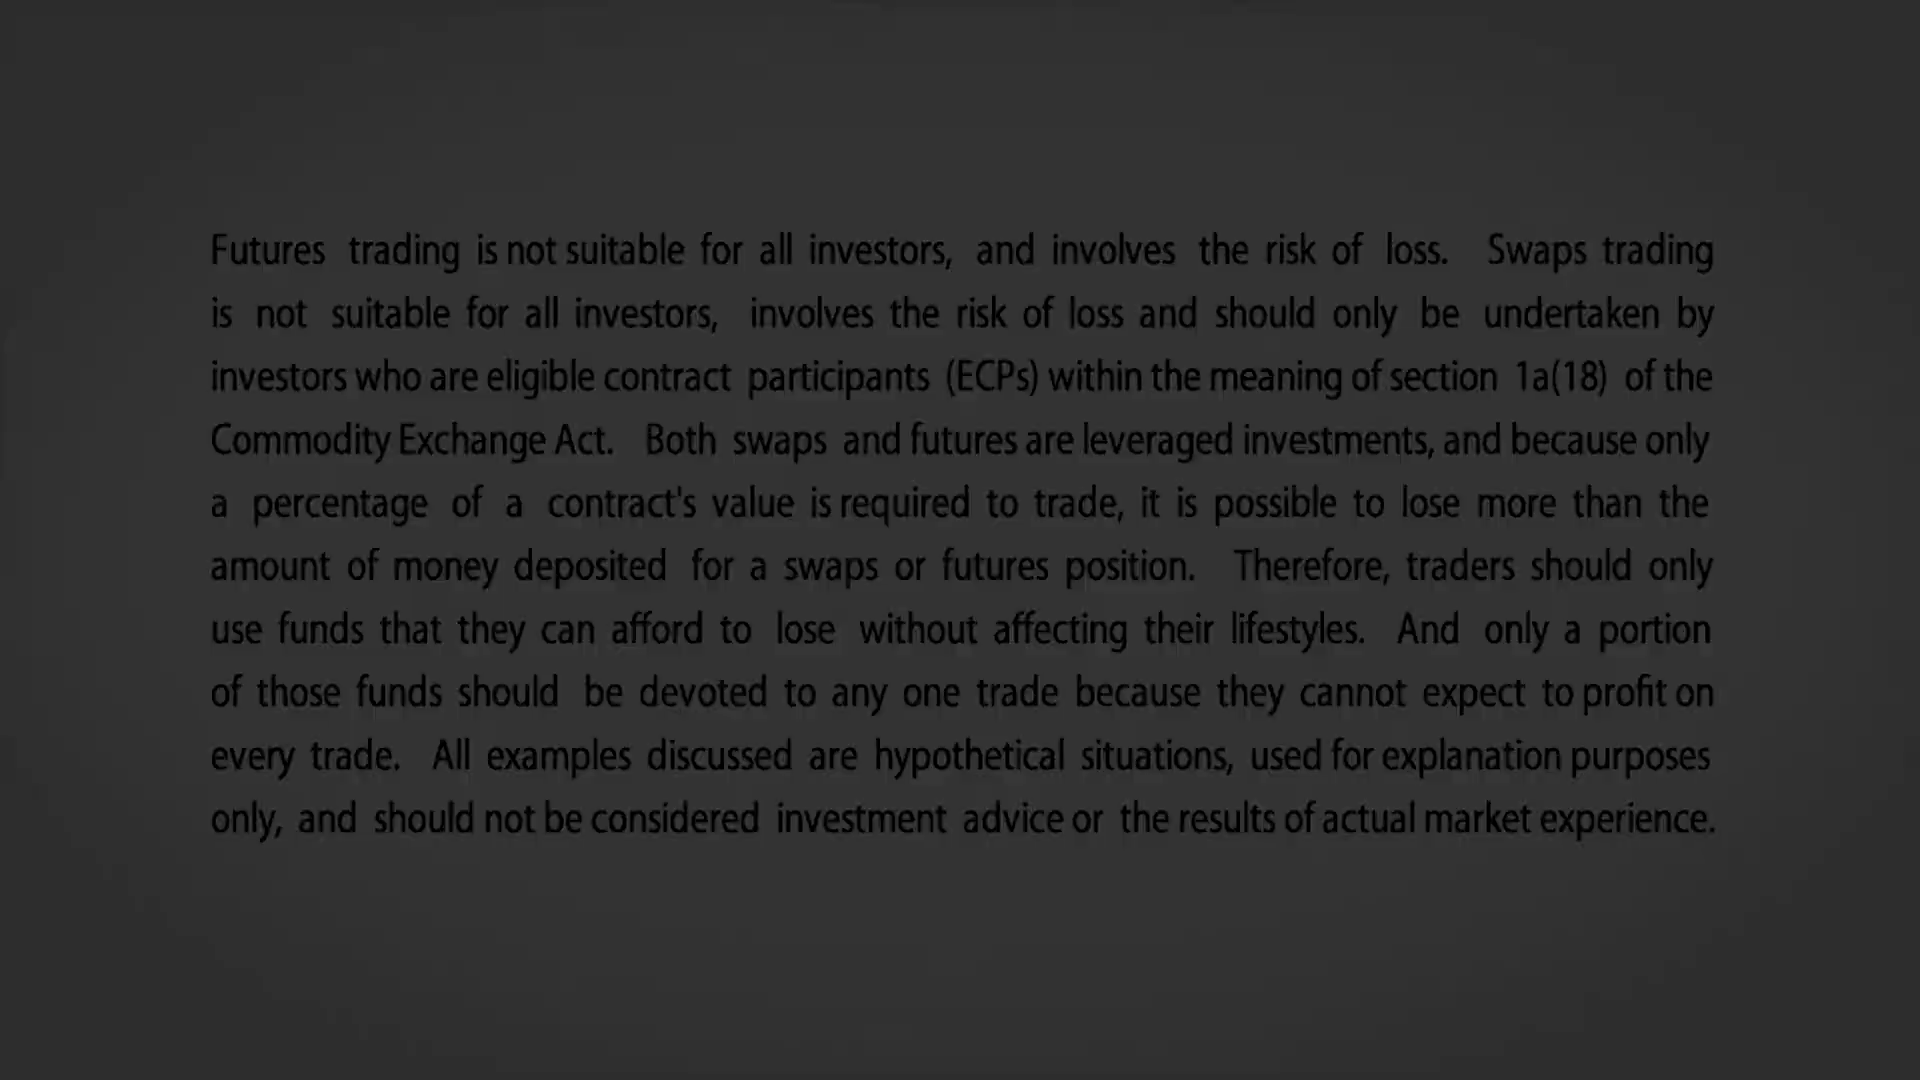 Futures trading is not suitable for all investors, and involves the risk of loss. Swaps trading
is not suitable for all investors, involves the risk of loss and should only be undertaken by
investors who are eligible contract participants (ECPs) within the meaning of section 1a(18) of the
Commodity Exchange Act. Both swaps and futures are leveraged investments, and because only
a percentage of a contract's value is required to trade, it is possible to lose more than the
amount of money deposited for a swaps or futures position. Therefore, traders should only
use funds that they can afford to lose without affecting their lifestyles. And only a portion
of those funds should be devoted to any one trade because they cannot expect to profit on
every trade. All examples discussed are hypothetical situations, used for explanation purposes
only, and should not be considered investment advice or the results of actual market experience.